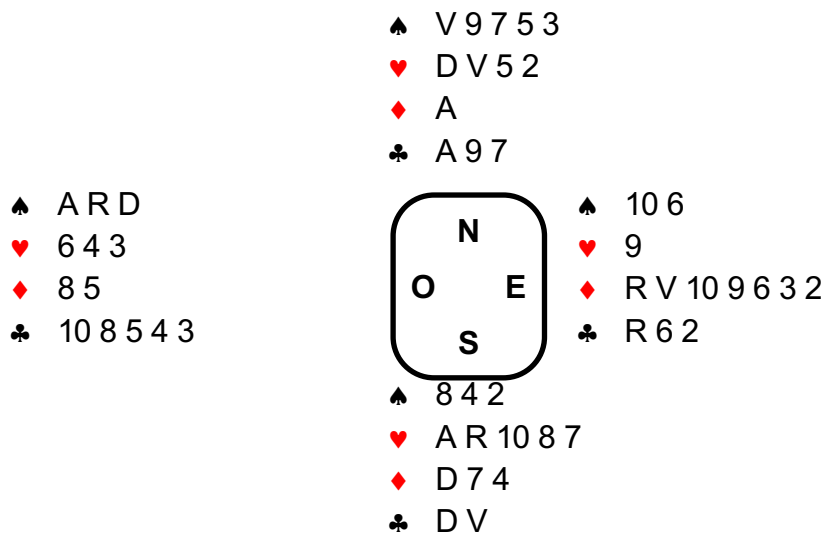 ♠ V 9 7 5 3
♥ D V 5 2
♦ A
♣ A 9 7
♠ A R D
♥ 6 4 3
♦ 8 5
♣ 10 8 5 4 3
N
O E
S
♠ 10 6
♥ 9
♦ R V 10 9 6 3 2
♣ R 6 2
♠ 8 4 2
♥ A R 10 8 7
♦ D 7 4
♣ D V